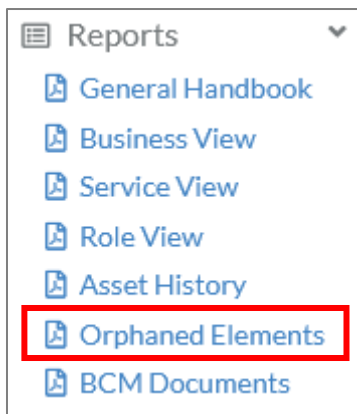 Reports
General Handbook
Business View
Service View
Role View
Asset History
Orphaned Elements
BCM Documents